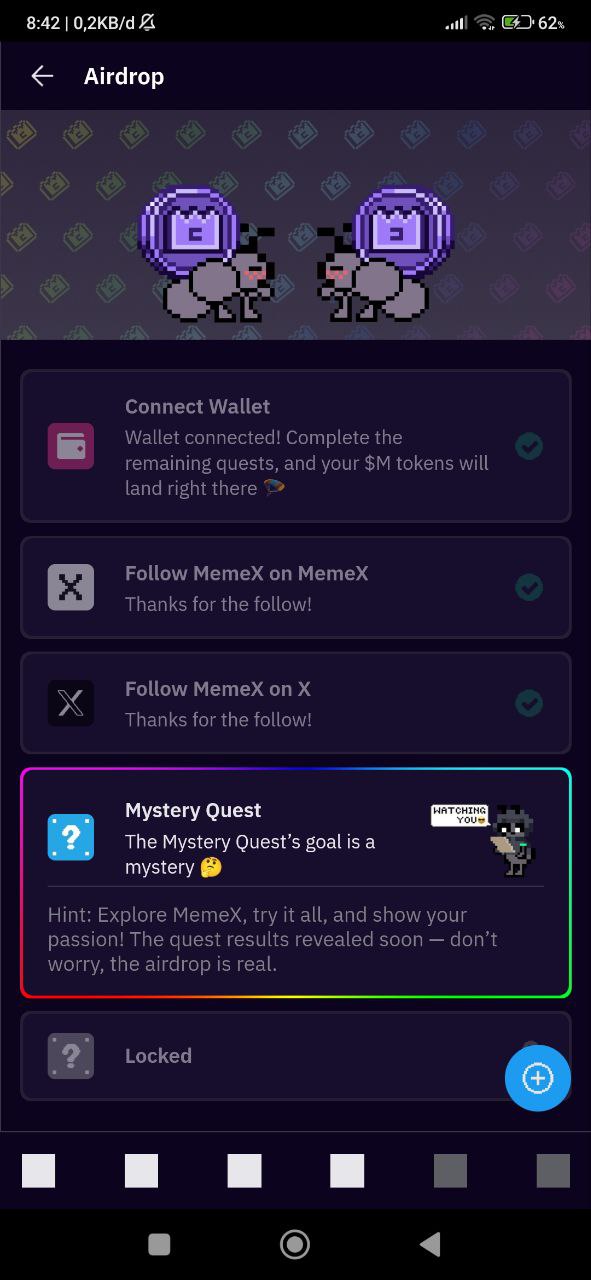 8:42 | 0,2KB/d
62%
Airdrop
Connect Wallet
Wallet connected! Complete the
remaining quests, and your $M tokens will
land right there 🪂
Follow MemeX on MemeX
Thanks for the follow!
Follow MemeX on X
Thanks for the follow!
Mystery Quest
The Mystery Quest’s goal is a
mystery 🤔
WATCHING
YOU😎
Hint: Explore MemeX, try it all, and show your
passion! The quest results revealed soon — don’t
worry, the airdrop is real.
Locked